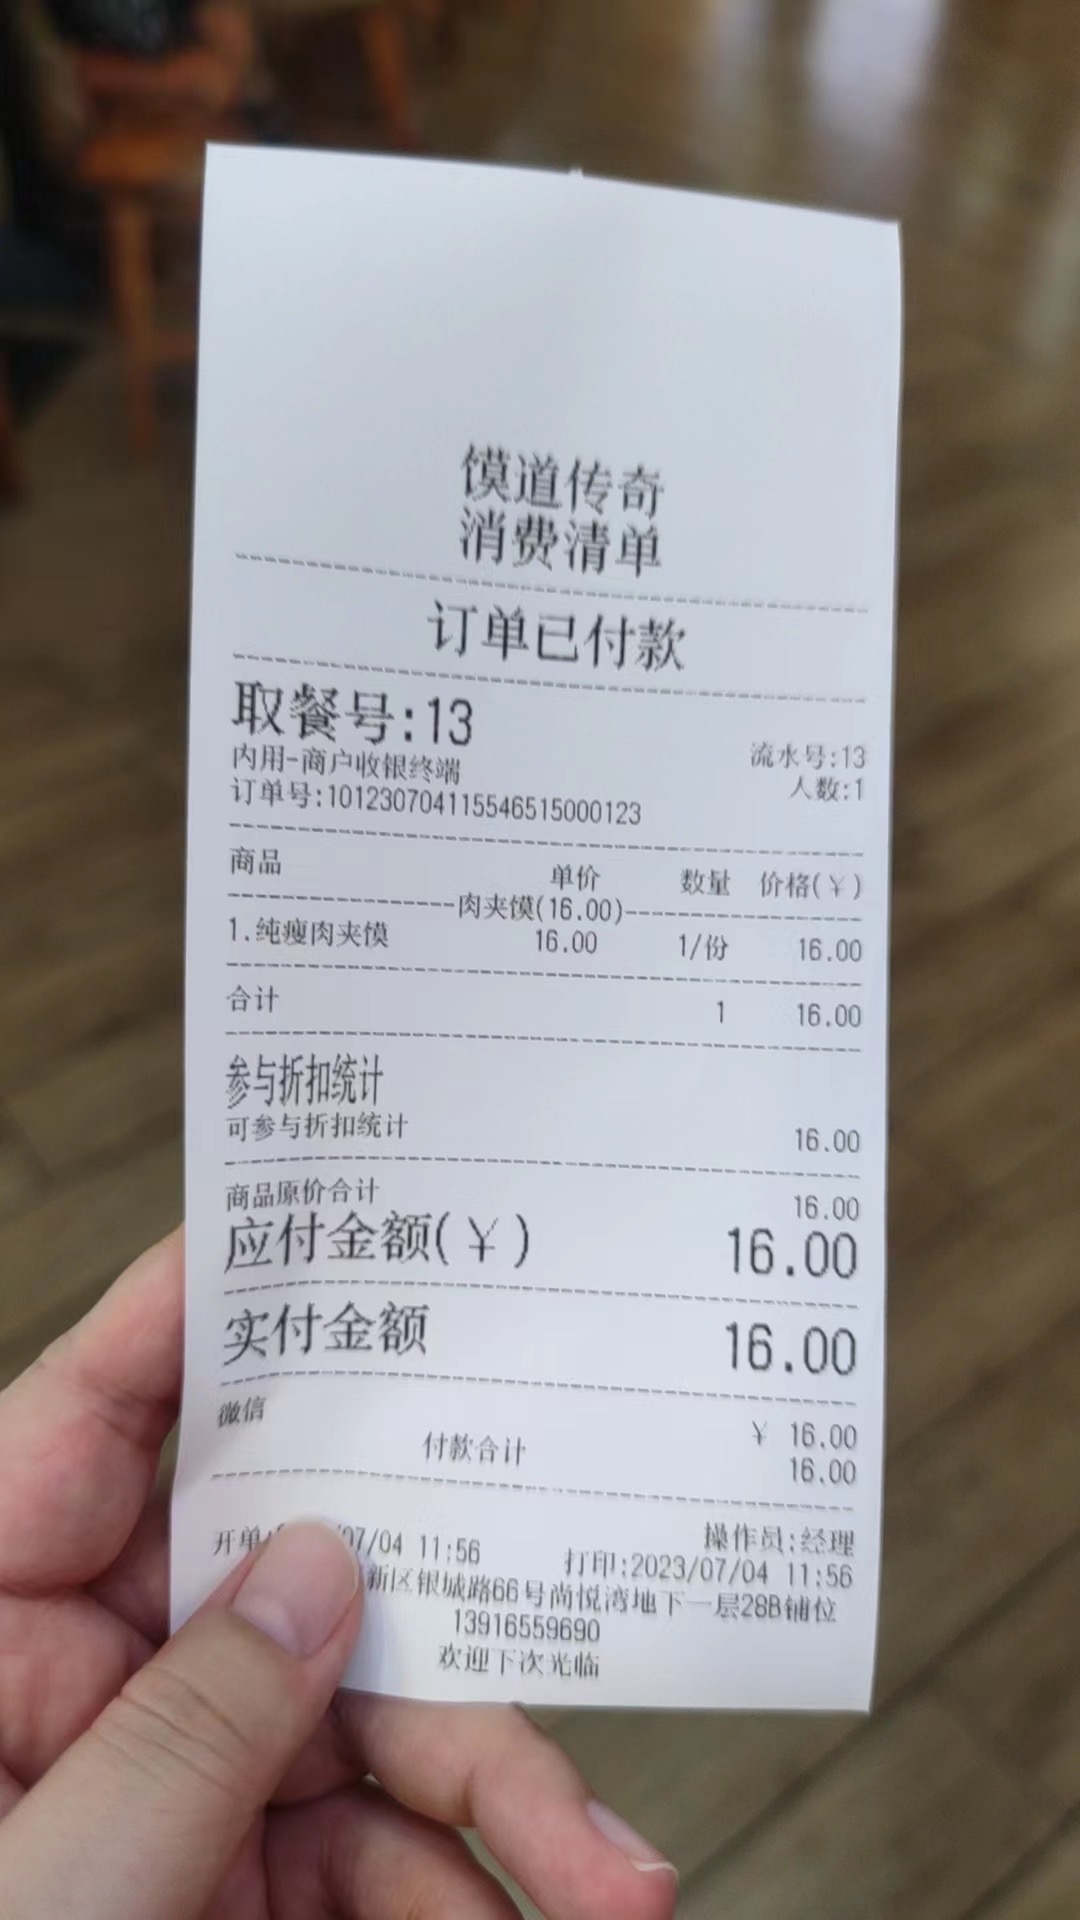 馍道传奇
消费清单
订单已付款
取餐号:13
内用-商户收银终端 流水号:13
订单号:10123070411554651500​0123 人数:1
商品 单价 数量 价格(¥)
肉夹馍(16.00)
1.纯瘦肉夹馍 16.00 1/份 16.00
合计 1 16.00
参与折扣统计
可参与折扣统计 16.00
商品原价合计 16.00
应付金额(¥) 16.00
实付金额 16.00
微信 ¥ 16.00
付款合计 16.00
操作员:经理
开单: /07/04 11:56 打印:2023/07/04 11:56
新区银城路66号尚悦湾地下一层28B铺位
13916559690
欢迎下次光临